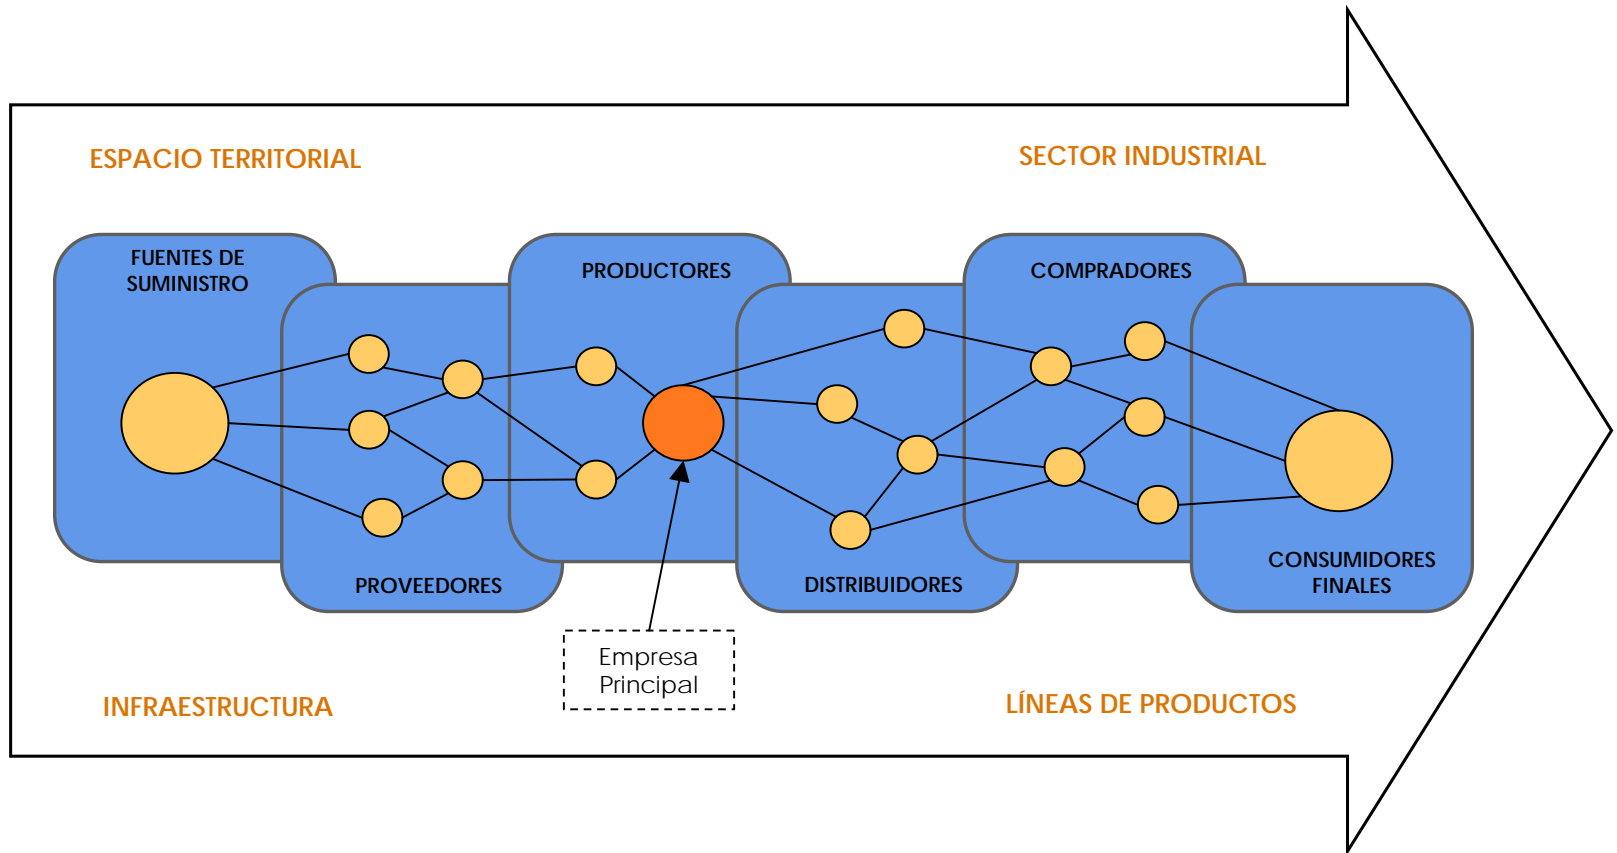 ESPACIO TERRITORIAL
SECTOR INDUSTRIAL
FUENTES DE
SUMINISTRO
PRODUCTORES
COMPRADORES
PROVEEDORES
DISTRIBUIDORES
CONSUMIDORES
FINALES
Empresa
Principal
INFRAESTRUCTURA
LÍNEAS DE PRODUCTOS